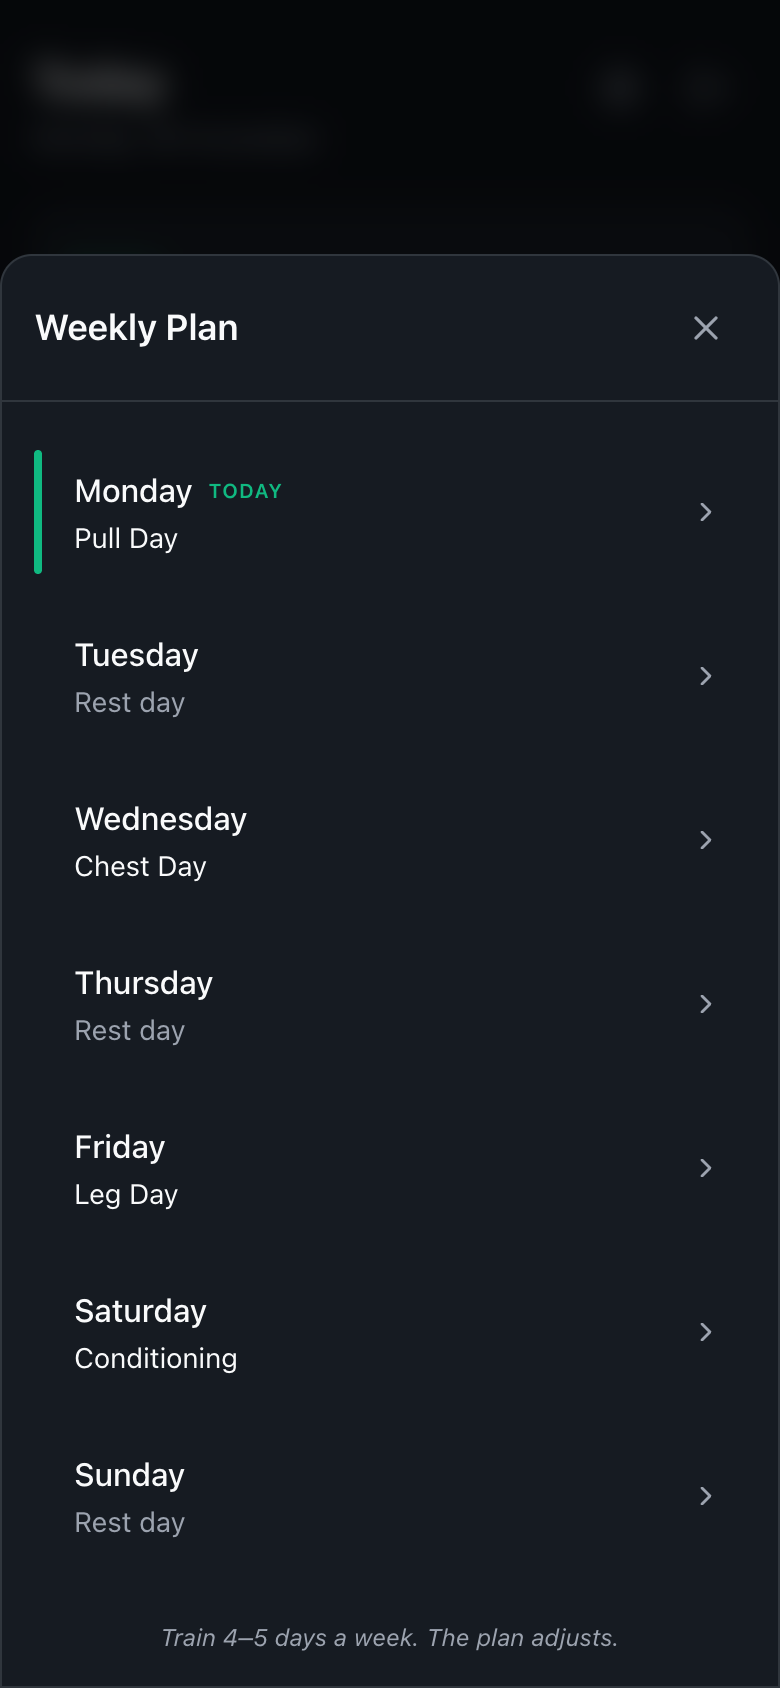 Today
Weekly Plan
Monday TODAY
Pull Day
Tuesday
Rest day
Wednesday
Chest Day
Thursday
Rest day
Friday
Leg Day
Saturday
Conditioning
Sunday
Rest day
Train 4–5 days a week. The plan adjusts.